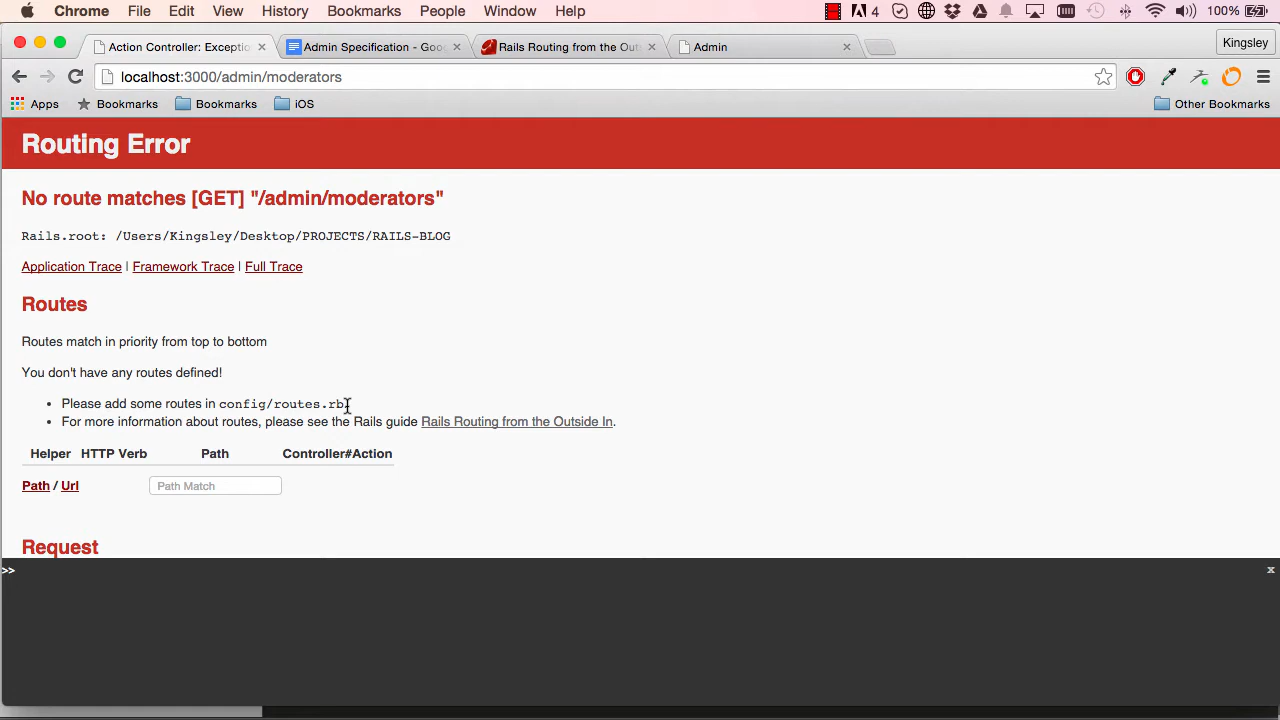 Chrome File Edit View History Bookmarks People Window Help 4 100%
Action Controller: Exceptio Admin Specification - Goo Rails Routing from the Out Admin Kingsley
localhost:3000/admin/moderators
Apps Bookmarks Bookmarks iOS Other Bookmarks
Routing Error
No route matches [GET] "/admin/moderators"
Rails.root: /Users/Kingsley/Desktop/PROJECTS/RAILS-BLOG
Application Trace | Framework Trace | Full Trace
Routes
Routes match in priority from top to bottom
You don't have any routes defined!
• Please add some routes in config/routes.rb
• For more information about routes, please see the Rails guide Rails Routing from the Outside In.
Helper HTTP Verb Path Controller#Action
Path / Url Path Match
Request
>> x